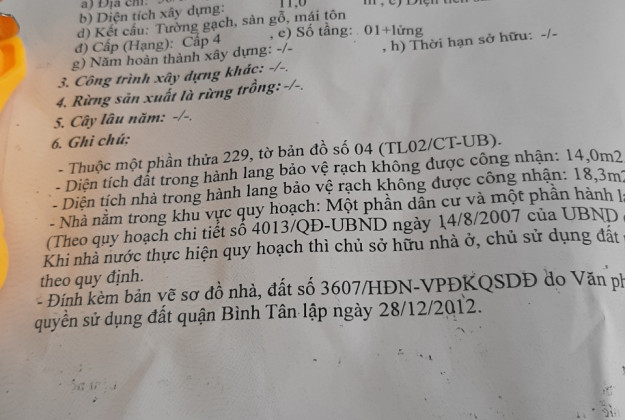 a) Địa chỉ:
b) Diện tích xây dựng:
d) Kết cấu: Tường gạch, sàn gỗ, mái tôn
đ) Cấp (Hạng): Cấp 4 , e) Số tầng: 01+lửng
g) Năm hoàn thành xây dựng: -/- , h) Thời hạn sở hữu: -/-
3. Công trình xây dựng khác: -/-.
4. Rừng sản xuất là rừng trồng: -/-.
5. Cây lâu năm: -/-.
6. Ghi chú:
- Thuộc một phần thửa 229, tờ bản đồ số 04 (TL02/CT-UB).
- Diện tích đất trong hành lang bảo vệ rạch không được công nhận: 14,0m2
- Diện tích nhà trong hành lang bảo vệ rạch không được công nhận: 18,3m2
- Nhà nằm trong khu vực quy hoạch: Một phần dân cư và một phần hành
(Theo quy hoạch chi tiết số 4013/QĐ-UBND ngày 14/8/2007 của UBND
Khi nhà nước thực hiện quy hoạch thì chủ sở hữu nhà ở, chủ sử dụng đất
theo quy định.
- Đính kèm bản vẽ sơ đồ nhà, đất số 3607/HĐN-VPĐKQSDĐ do Văn
quyền sử dụng đất quận Bình Tân lập ngày 28/12/2012.